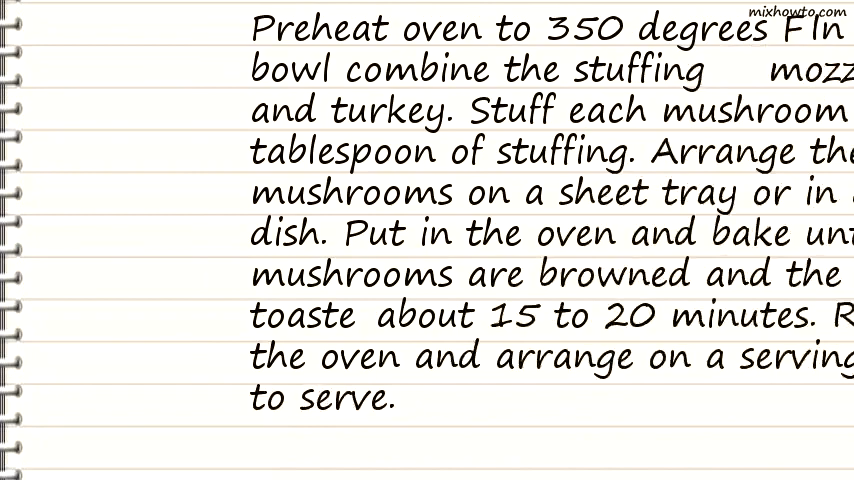 mixhowto.com
Preheat oven to 350 degrees FIn
bowl combine the stuffing mozz
and turkey. Stuff each mushroom
tablespoon of stuffing. Arrange the
mushrooms on a sheet tray or in
dish. Put in the oven and bake unt
mushrooms are browned and the
toaste about 15 to 20 minutes. R
the oven and arrange on a serving
to serve.